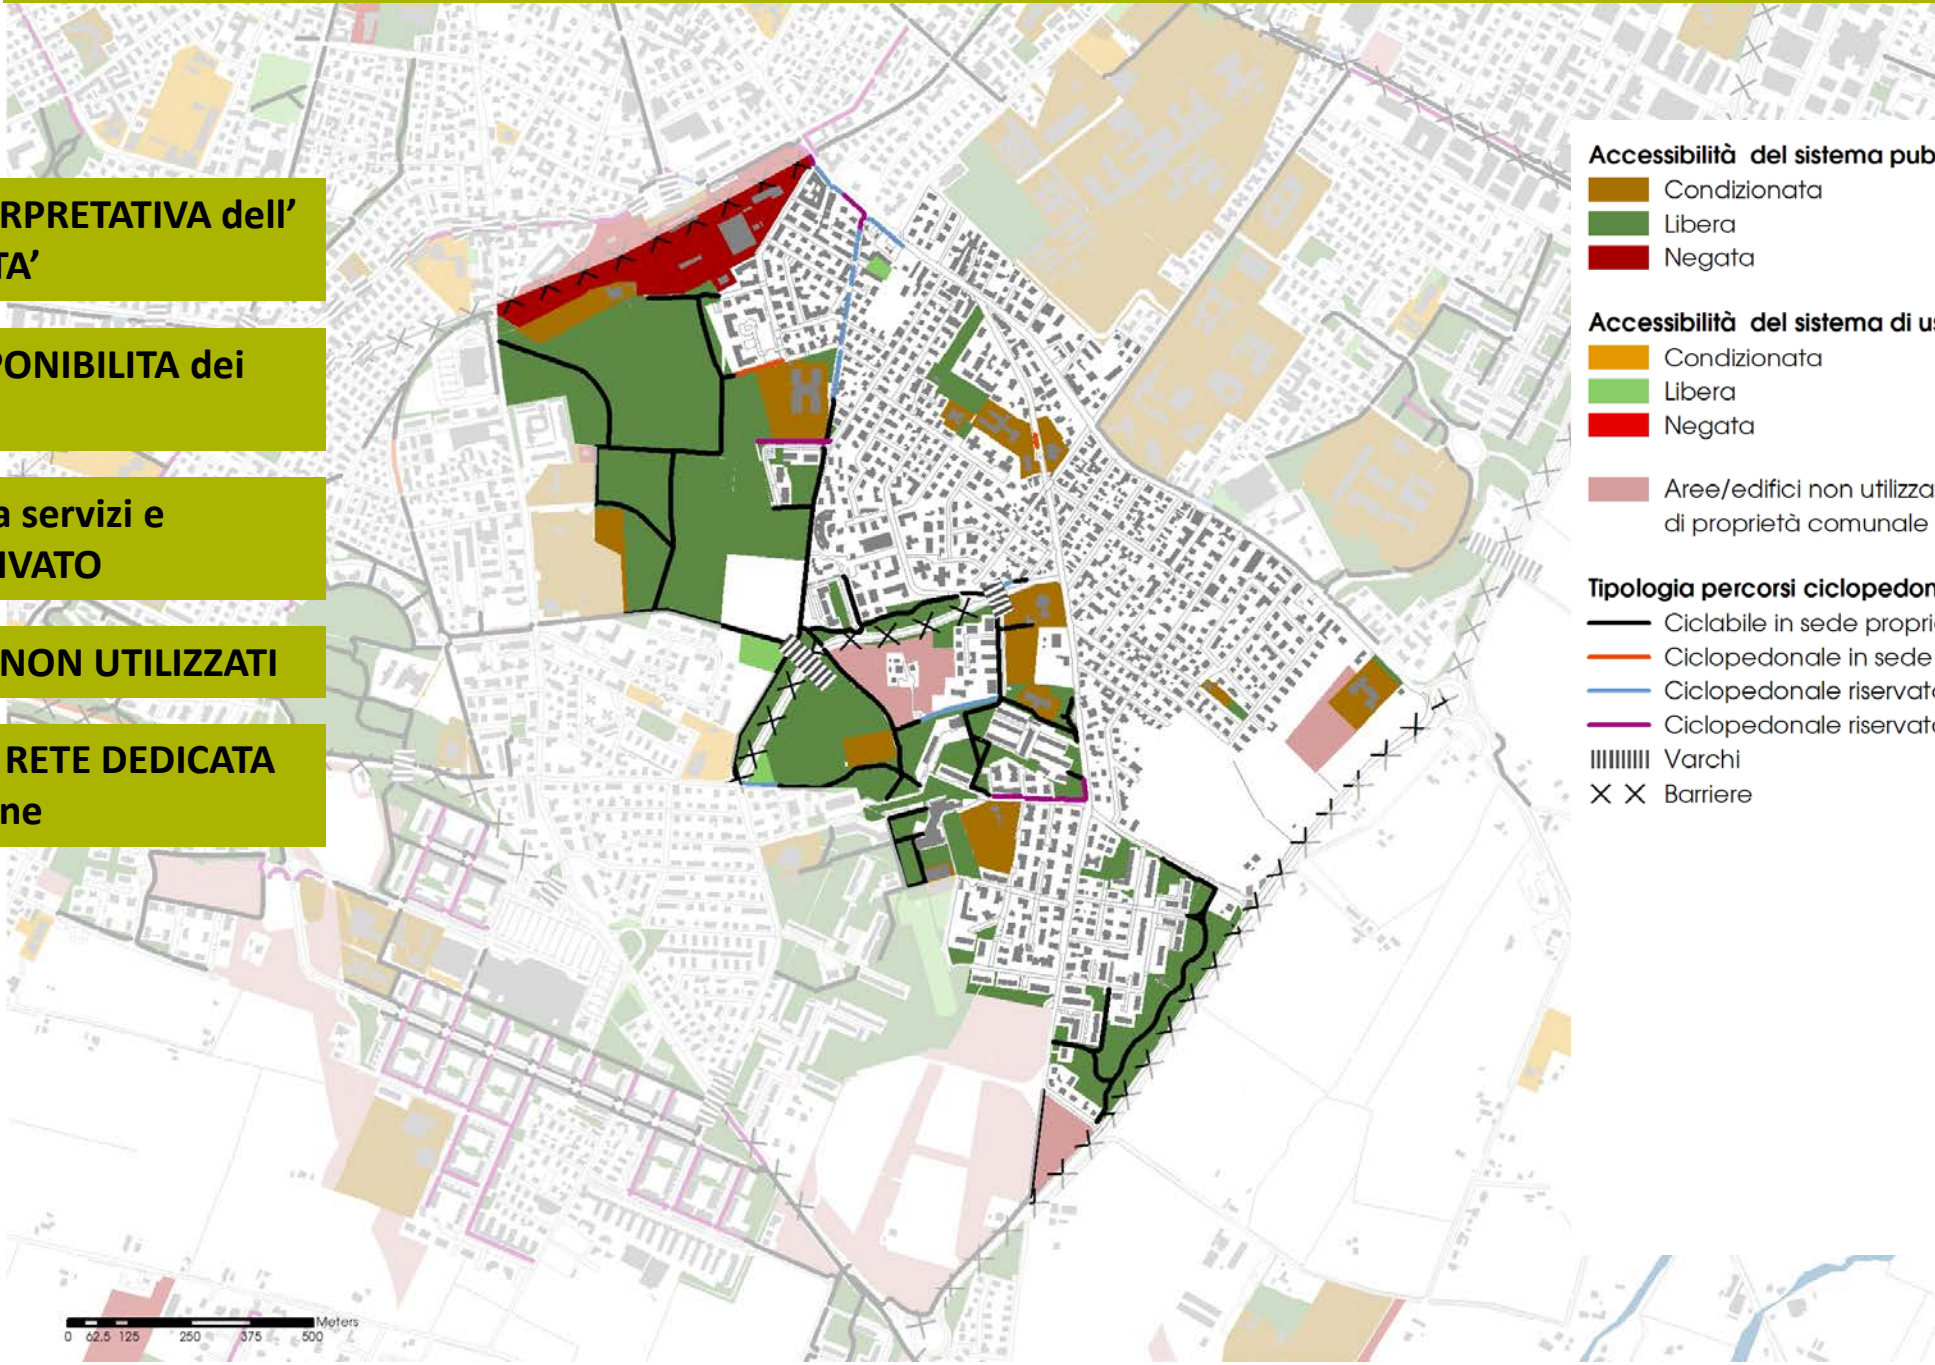 RPRETATIVA dell'
TA'
PONIBILITA dei
a servizi e
IVATO
NON UTILIZZATI
RETE DEDICATA
ne
Accessibilità del sistema pub
Condizionata
Libera
Negata
Accessibilità del sistema di us
Condizionata
Libera
Negata
Aree/edifici non utilizza
di proprietà comunale
Tipologia percorsi ciclopedon
Ciclabile in sede propri
Ciclopedonale in sede
Ciclopedonale riservat
Ciclopedonale riservat
Varchi
Barriere
Meters
0 62.5 125 250 375 500